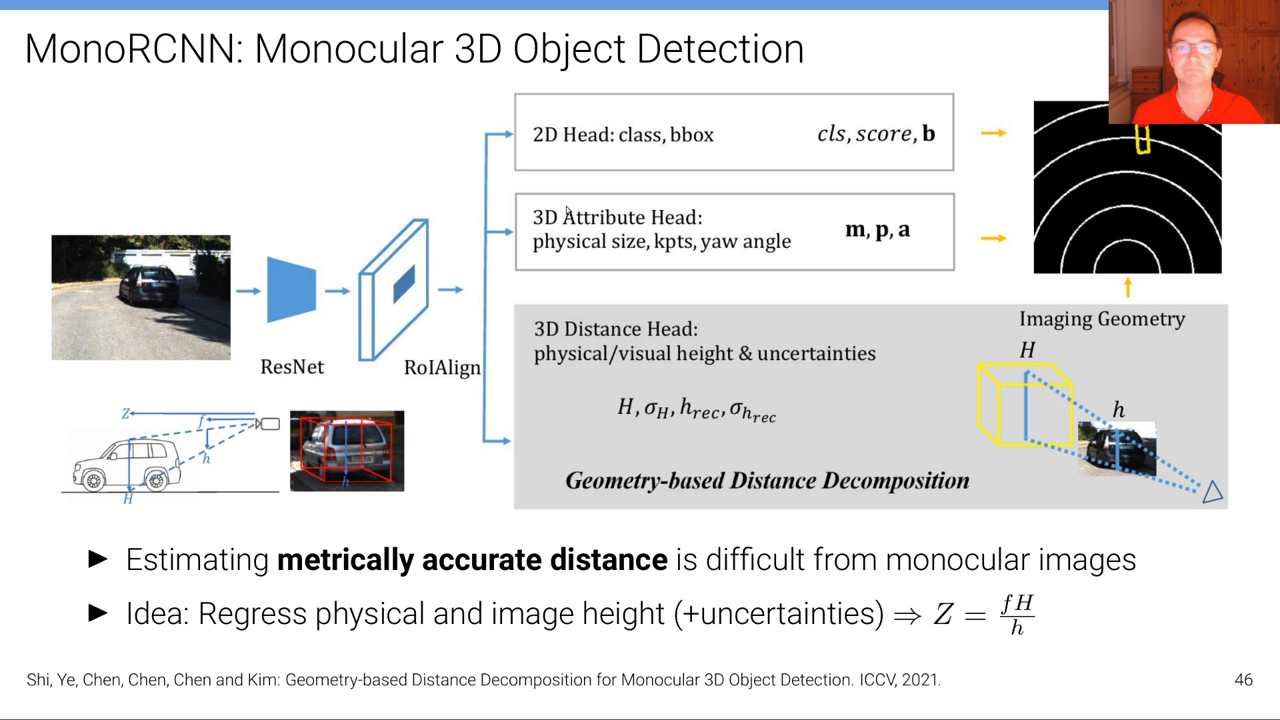 MonoRCNN: Monocular 3D Object Detection
2D Head: class, bbox cls, score, b
3D Attribute Head:
physical size, kpts, yaw angle m, p, a
ResNet
RoIAlign
3D Distance Head:
physical/visual height & uncertainties
H, σ_H, h_rec, σ_h_rec
Geometry-based Distance Decomposition
Imaging Geometry
H
h
Z
f
h
H
h
► Estimating metrically accurate distance is difficult from monocular images
► Idea: Regress physical and image height (+uncertainties) ⇒ Z = fH/h
Shi, Ye, Chen, Chen, Chen and Kim: Geometry-based Distance Decomposition for Monocular 3D Object Detection. ICCV, 2021.
46